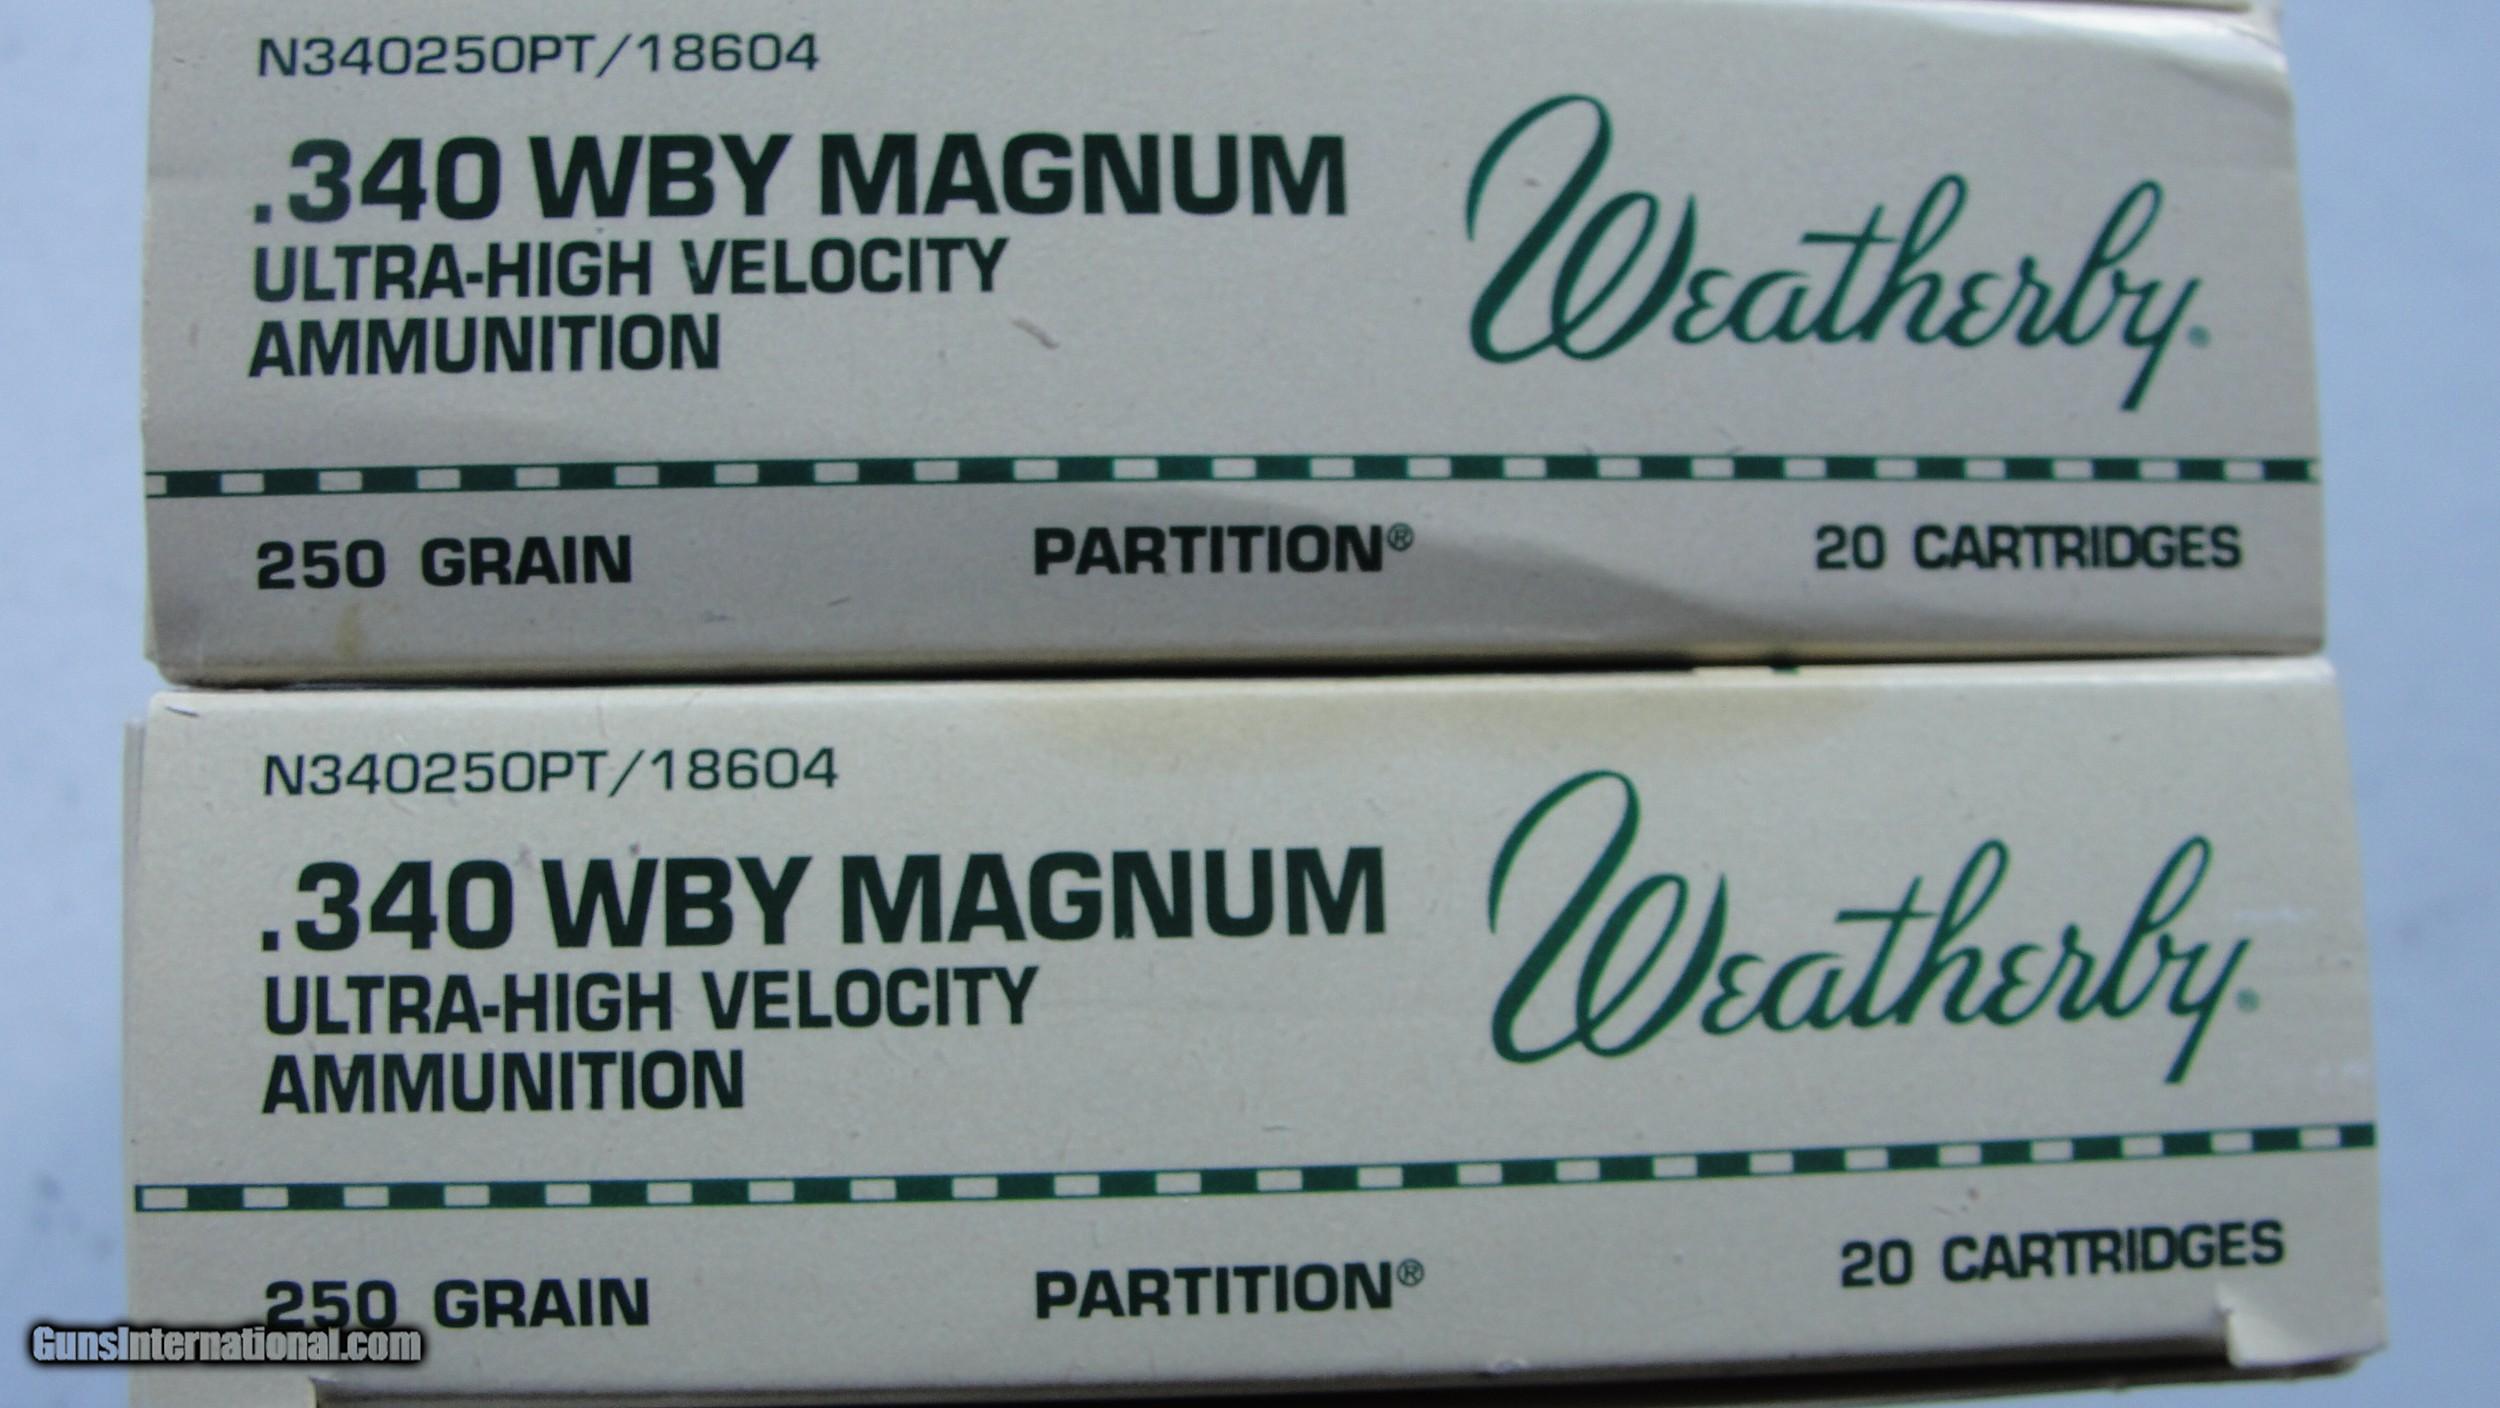 N340250PT/18604
.340 WBY MAGNUM
ULTRA-HIGH VELOCITY
AMMUNITION
Weatherby®
250 GRAIN PARTITION® 20 CARTRIDGES
N340250PT/18604
.340 WBY MAGNUM
ULTRA-HIGH VELOCITY
AMMUNITION
Weatherby®
250 GRAIN PARTITION® 20 CARTRIDGES
GunsInternational.com